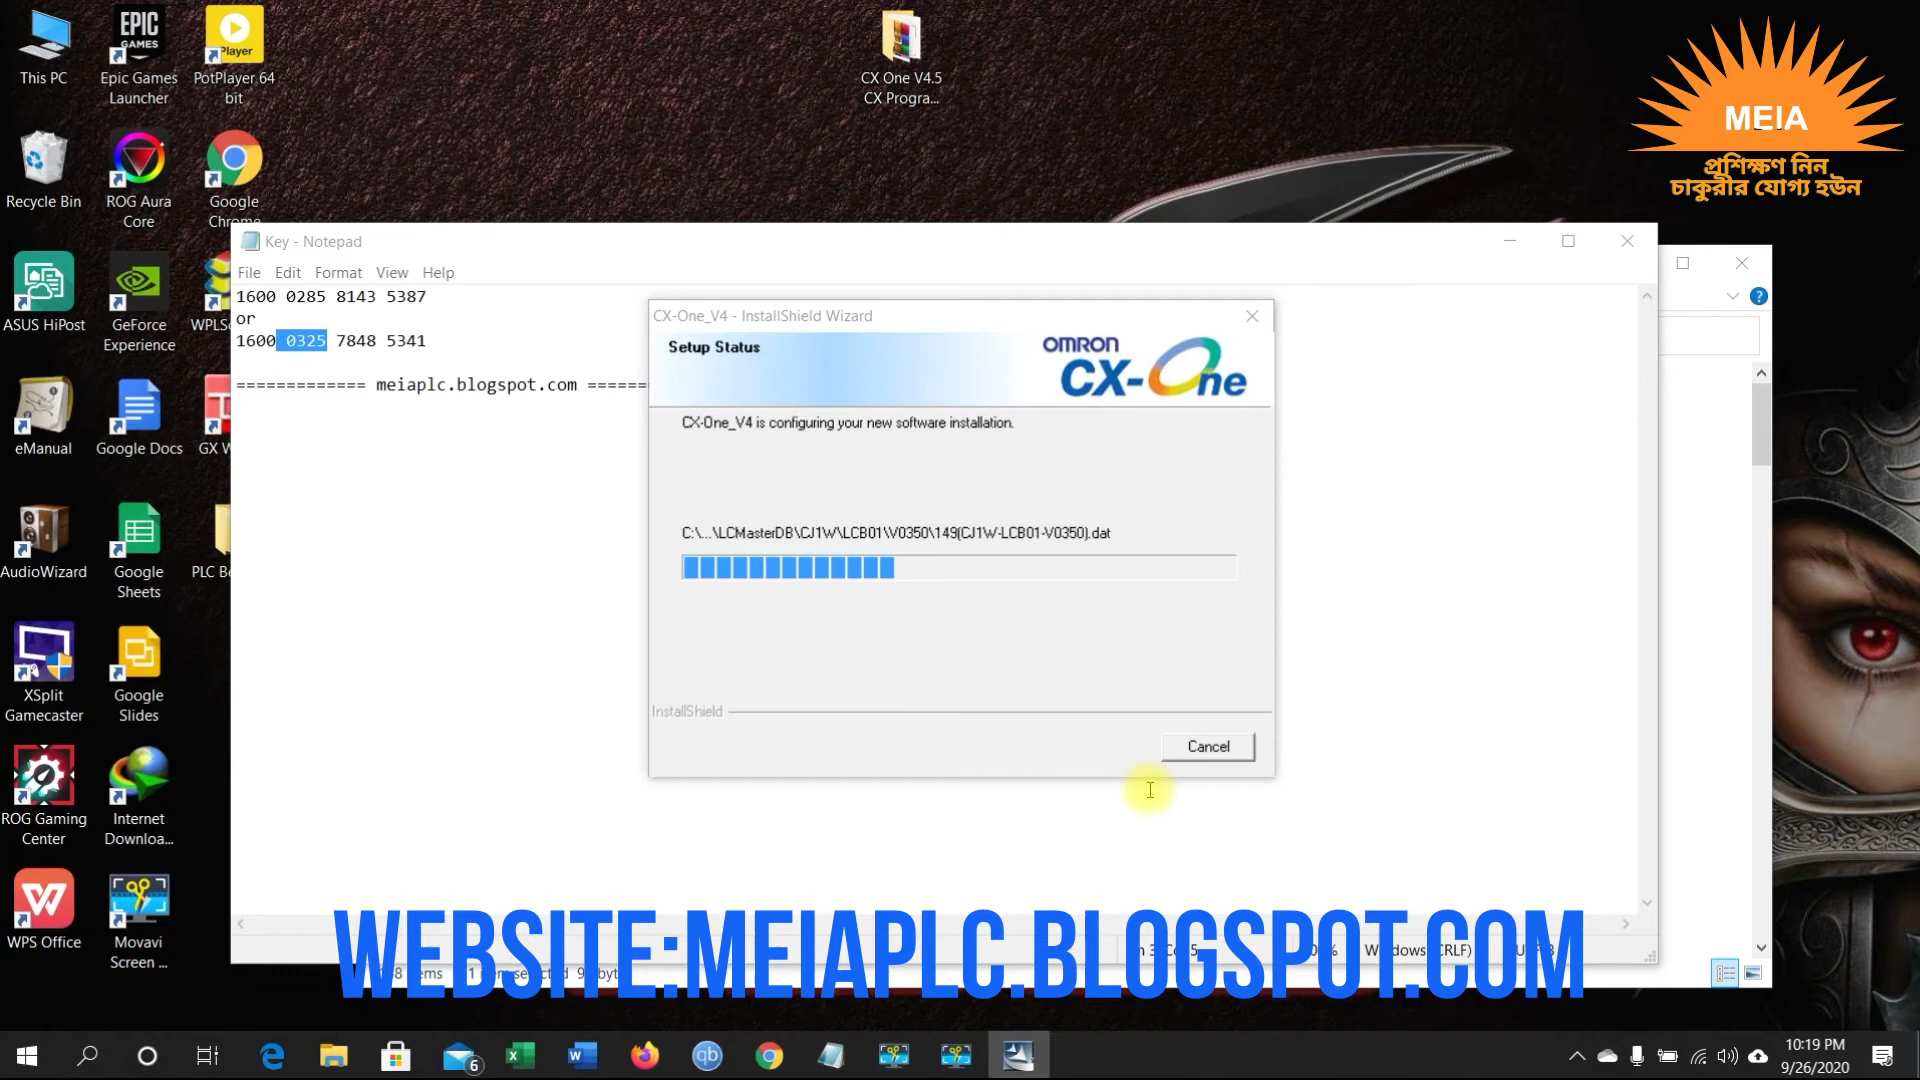 This PC
EPIC
GAMES
Epic Games
Launcher
Player
PotPlayer 64
bit
CX One V4.5
CX Progra...
MEIA
প্রশিক্ষণ নিন
চাকুরীর যোগ্য হউন
Recycle Bin
ROG Aura
Core
Google
Chrome
ASUS HiPost
GeForce
Experience
eManual
Google Docs
AudioWizard
Google
Sheets
XSplit
Gamecaster
Google
Slides
ROG Gaming
Center
Internet
Downloa...
WPS Office
Movavi
Screen ...
Key - Notepad
File Edit Format View Help
1600 0285 8143 5387
or
1600 0325 7848 5341
============= meiaplc.blogspot.com ======
CX-One_V4 - InstallShield Wizard
Setup Status
OMRON
CX-One
CX-One_V4 is configuring your new software installation.
C:\...\LCMasterDB\CJ1W\LCB01\V0350\149(CJ1W-LCB01-V0350).dat
InstallShield
Cancel
WEBSITE:MEIAPLC.BLOGSPOT.COM
6
qb
10:19 PM
9/26/2020